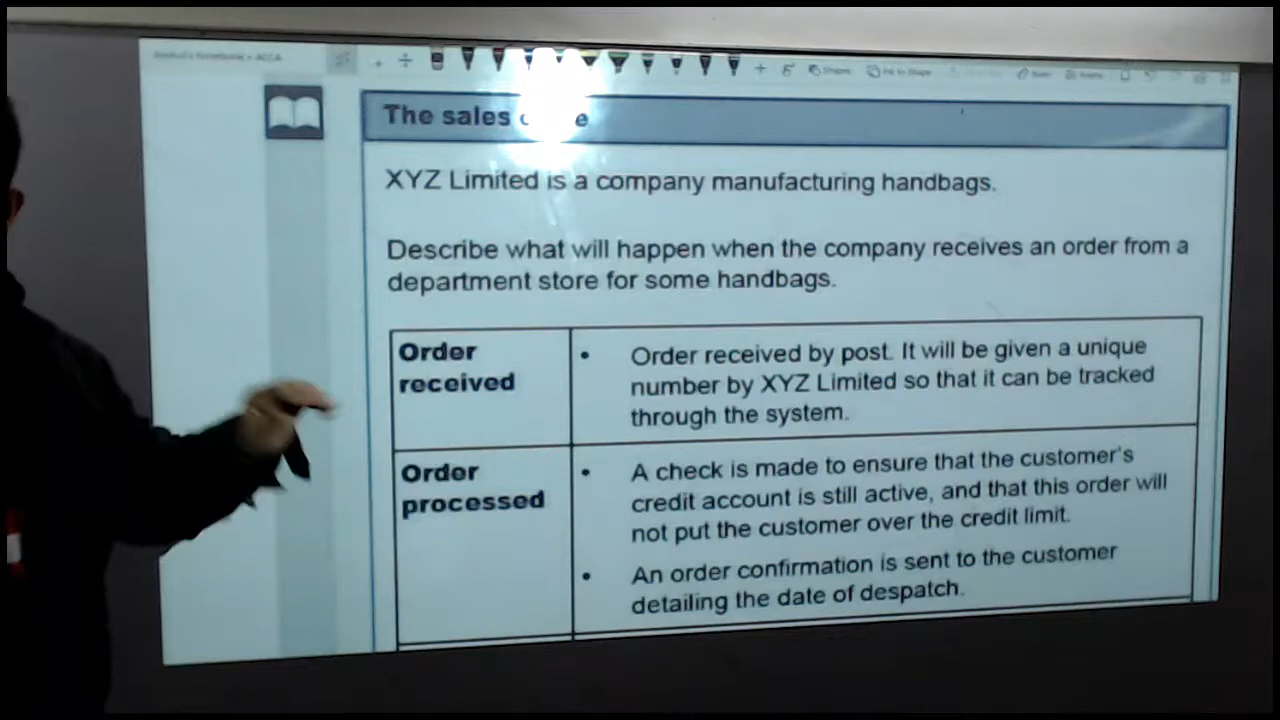 The sales
XYZ Limited is a company manufacturing handbags.
Describe what will happen when the company receives an order from a
department store for some handbags.
Order
received
• Order received by post. It will be given a unique
number by XYZ Limited so that it can be tracked
through the system.
Order
processed
• A check is made to ensure that the customer's
credit account is still active, and that this order will
not put the customer over the credit limit.
• An order confirmation is sent to the customer
detailing the date of despatch.